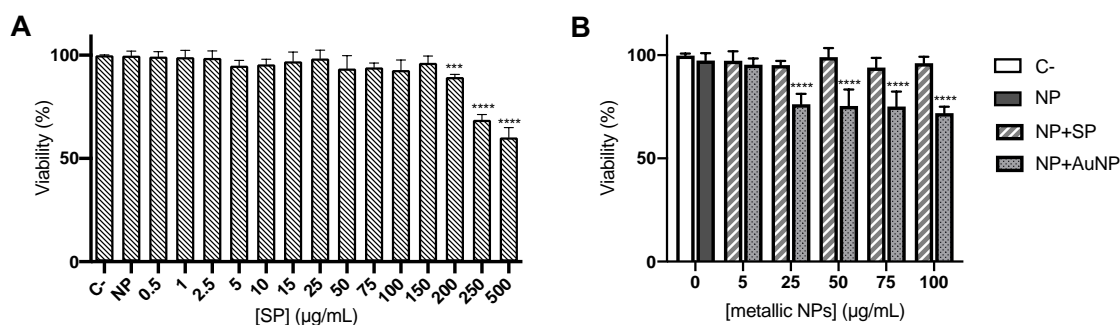 A
Viability (%)
100
50
0
***
****
****
C-
NP
0.5
1
2.5
5
10
15
25
50
75
100
150
200
250
500
[SP] (µg/mL)
B
Viability (%)
100
50
0
****
****
****
****
0
5
25
50
75
100
[metallic NPs] (µg/mL)
C-
NP
NP+SP
NP+AuNP